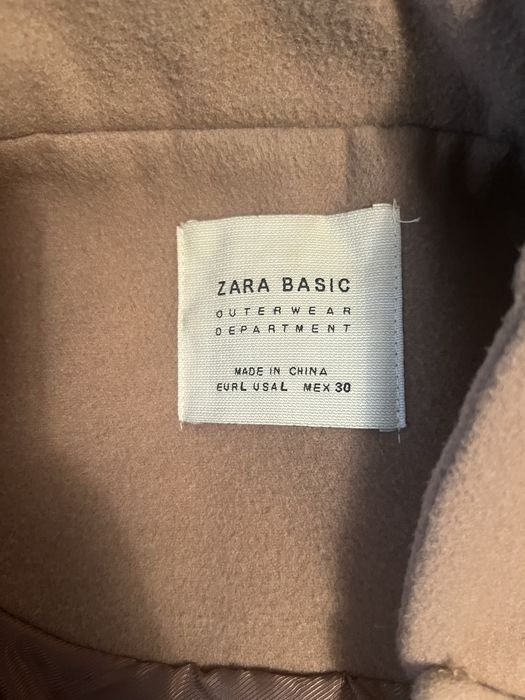 ZARA BASIC
OUTERWEAR
DEPARTMENT
MADE IN CHINA
EUR L USA L MEX 30